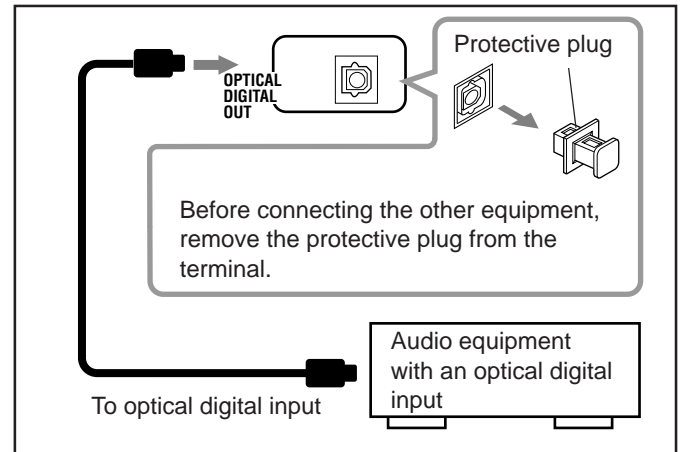 Protective plug
OPTICAL
DIGITAL
OUT
Before connecting the other equipment,
remove the protective plug from the
terminal.
Audio equipment
with an optical digital
input
To optical digital input